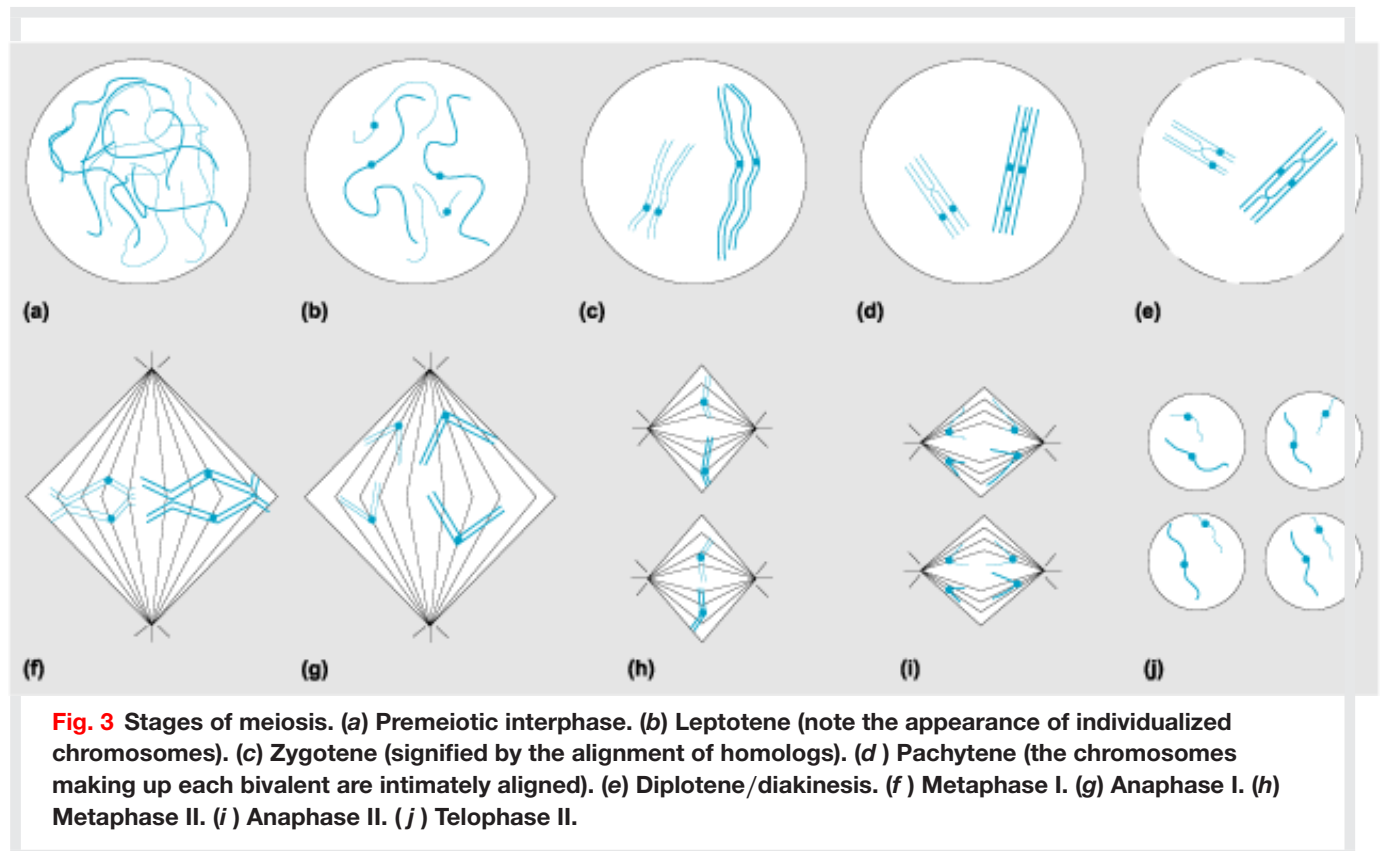 (a) (b) (c) (d) (e)
(f) (g) (h) (i) (j)
Fig. 3 Stages of meiosis. (a) Premeiotic interphase. (b) Leptotene (note the appearance of individualized
chromosomes). (c) Zygotene (signified by the alignment of homologs). (d ) Pachytene (the chromosomes
making up each bivalent are intimately aligned). (e) Diplotene/diakinesis. (f ) Metaphase I. (g) Anaphase I. (h)
Metaphase II. (i ) Anaphase II. ( j ) Telophase II.